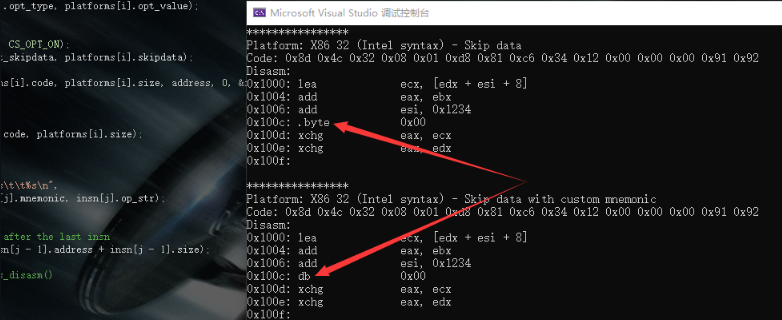 .opt_type, platforms[i].opt_value);
CS_OPT_ON);
_skipdata, platforms[i].skipdata);
ms[i].code, platforms[i].size, address, 0, &
code, platforms[i].size);
s\t\t%s\n",
[j].mnemonic, insn[j].op_str);
after the last insn
sn[j - 1].address + insn[j - 1].size);
s_disasm()
Microsoft Visual Studio 调试控制台
****************
Platform: X86 32 (Intel syntax) - Skip data
Code: 0x8d 0x4c 0x32 0x08 0x01 0xd8 0x81 0xc6 0x34 0x12 0x00 0x00 0x00 0x91 0x92
Disasm:
0x1000: lea ecx, [edx + esi + 8]
0x1004: add eax, ebx
0x1006: add esi, 0x1234
0x100c: .byte 0x00
0x100d: xchg eax, ecx
0x100e: xchg eax, edx
0x100f:
****************
Platform: X86 32 (Intel syntax) - Skip data with custom mnemonic
Code: 0x8d 0x4c 0x32 0x08 0x01 0xd8 0x81 0xc6 0x34 0x12 0x00 0x00 0x00 0x91 0x92
Disasm:
0x1000: lea ecx, [edx + esi + 8]
0x1004: add eax, ebx
0x1006: add esi, 0x1234
0x100c: db 0x00
0x100d: xchg eax, ecx
0x100e: xchg eax, edx
0x100f: